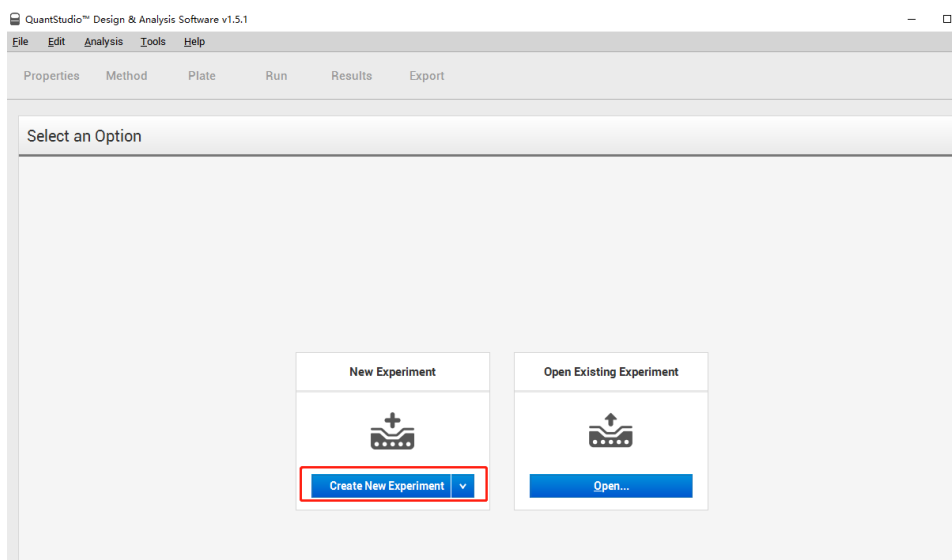 QuantStudio™ Design & Analysis Software v1.5.1
File Edit Analysis Tools Help
Properties Method Plate Run Results Export
Select an Option
New Experiment
Open Existing Experiment
Create New Experiment
Open...